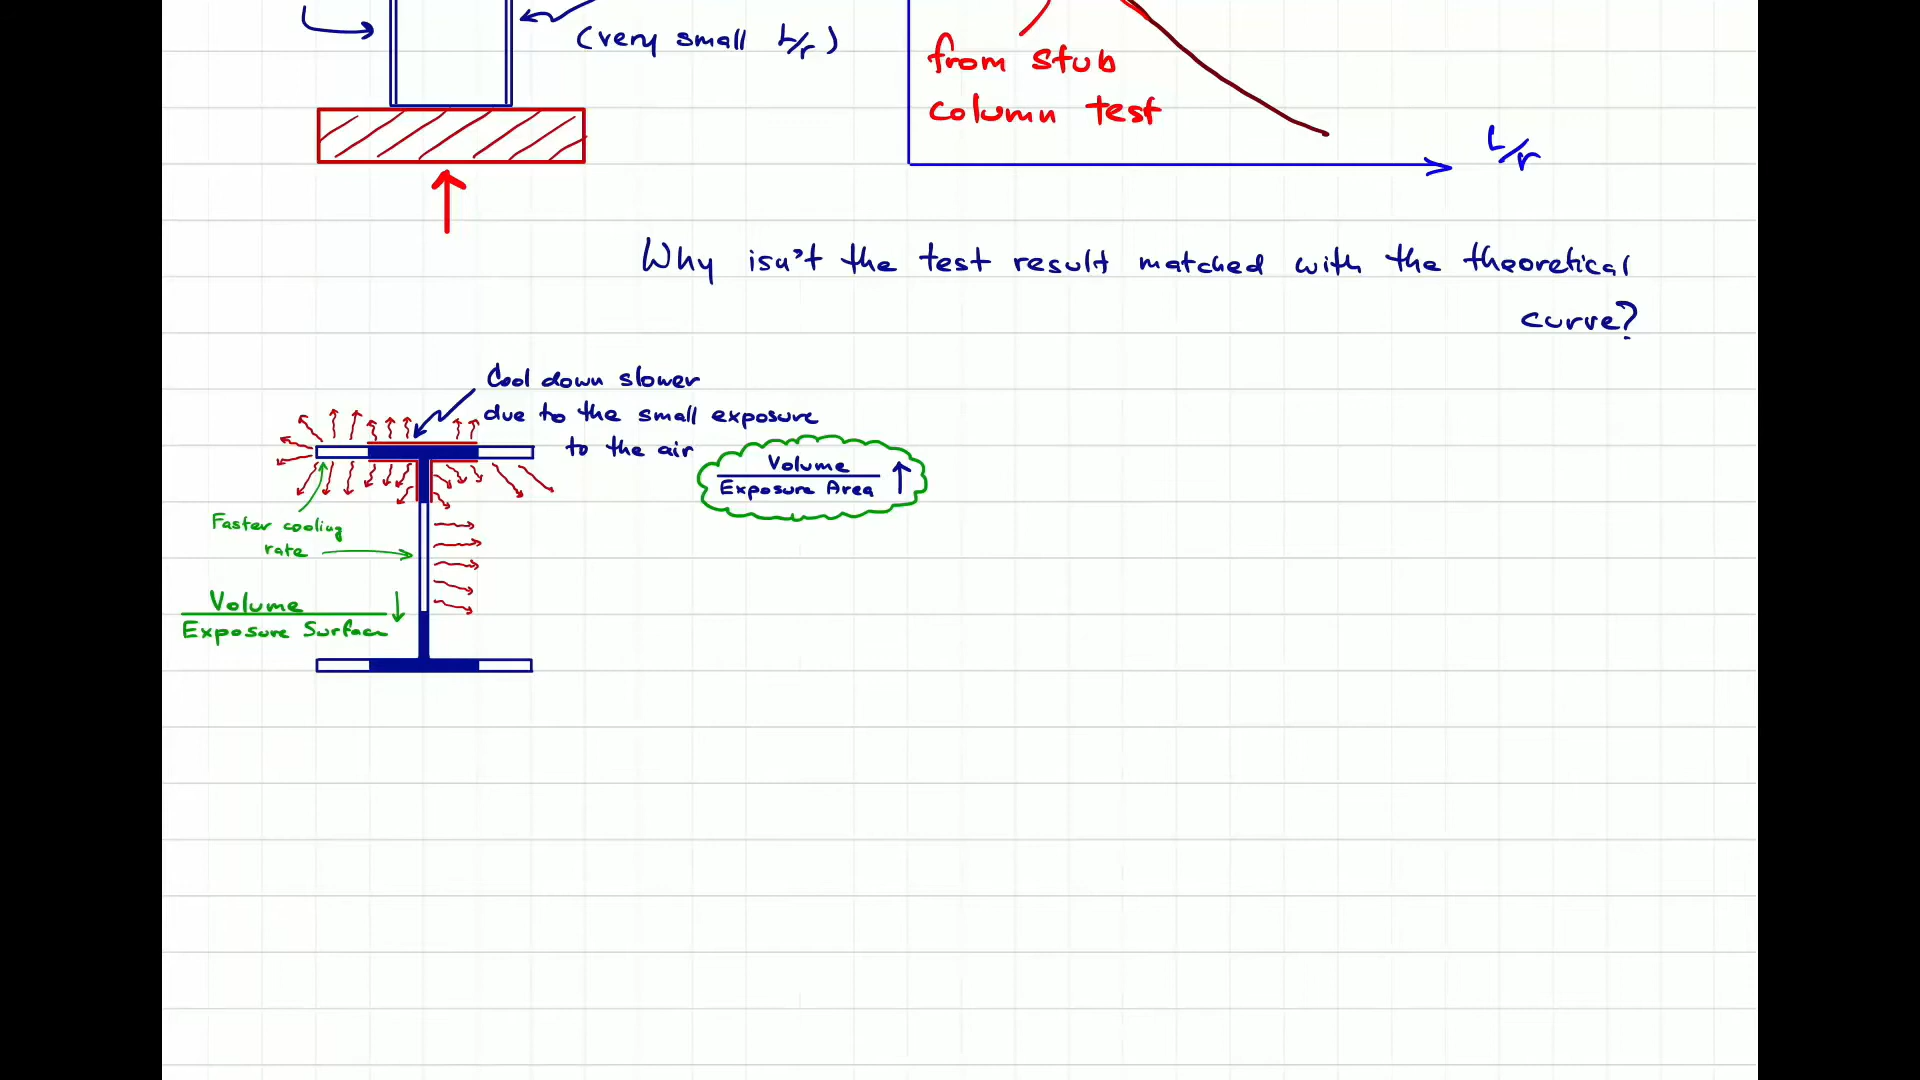 (very small L/r)
from stub
column test
L/r
Why isn't the test result matched with the theoretical
curve?
Cool down slower
due to the small exposure
to the air
Volume
Exposure Area ↑
Faster cooling
rate
Volume
Exposure Surface ↓